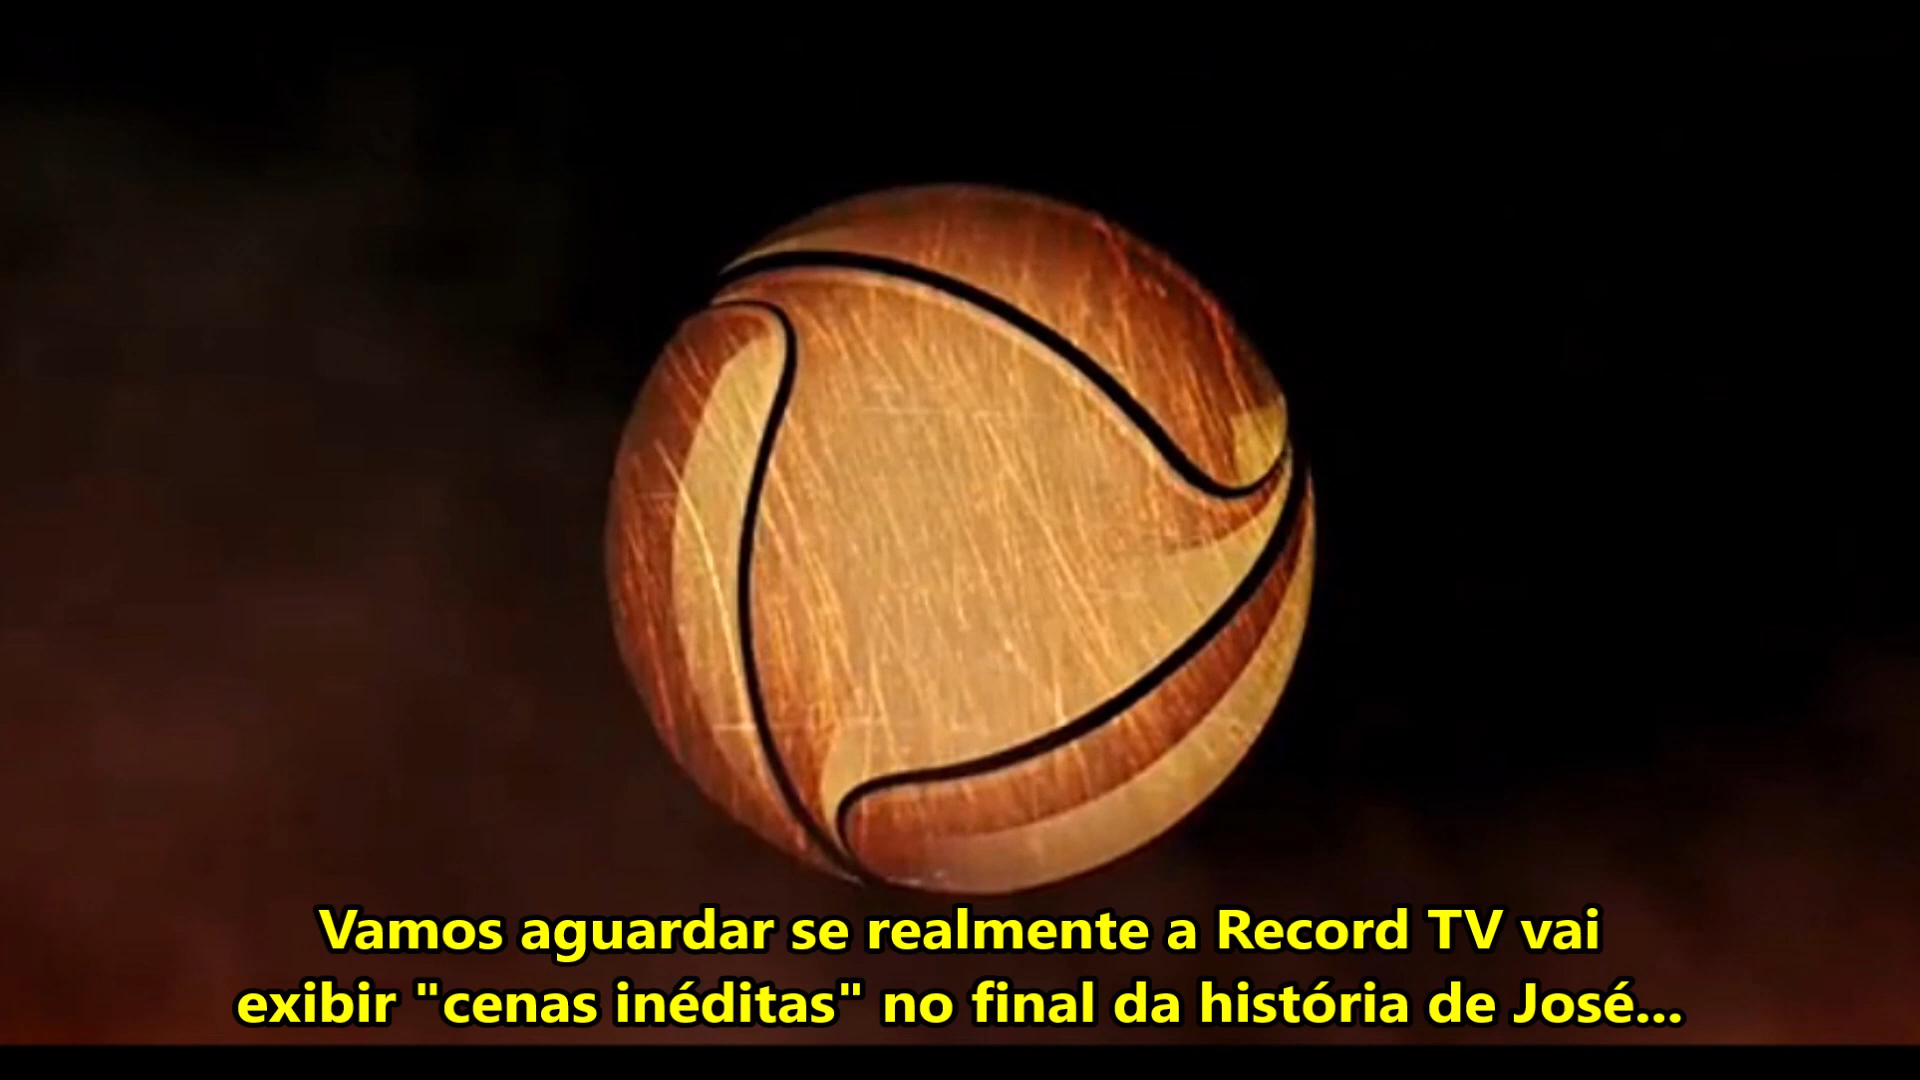 Vamos aguardar se realmente a Record TV vai
exibir "cenas inéditas" no final da história de José...